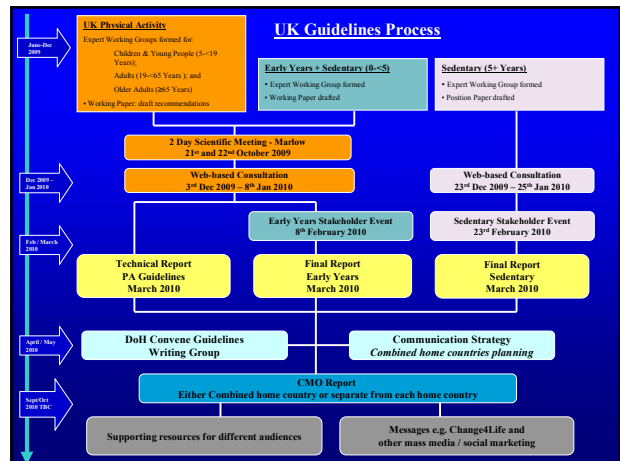 UK Guidelines Process
June-Dec
2009
UK Physical Activity
Expert Working Groups formed for:
Children & Young People (5-<19
Years);
Adults (19-<65 Years ); and
Older Adults (≥65 Years)
• Working Paper: draft recommendations
Early Years + Sedentary (0-<5)
• Expert Working Group formed
• Working Paper drafted
Sedentary (5+ Years)
• Expert Working Group formed
• Position Paper drafted
2 Day Scientific Meeting - Marlow
21st and 22nd October 2009
Dec 2009 –
Jan 2010
Web-based Consultation
3rd Dec 2009 – 8th Jan 2010
Web-based Consultation
23rd Dec 2009 – 25th Jan 2010
Feb / March
2010
Early Years Stakeholder Event
8th February 2010
Sedentary Stakeholder Event
23rd February 2010
Technical Report
PA Guidelines
March 2010
Final Report
Early Years
March 2010
Final Report
Sedentary
March 2010
April / May
2010
DoH Convene Guidelines
Writing Group
Communication Strategy
Combined home countries planning
Sept/Oct
2010 TBC
CMO Report
Either Combined home country or separate from each home country
Supporting resources for different audiences
Messages e.g. Change4Life and
other mass media / social marketing